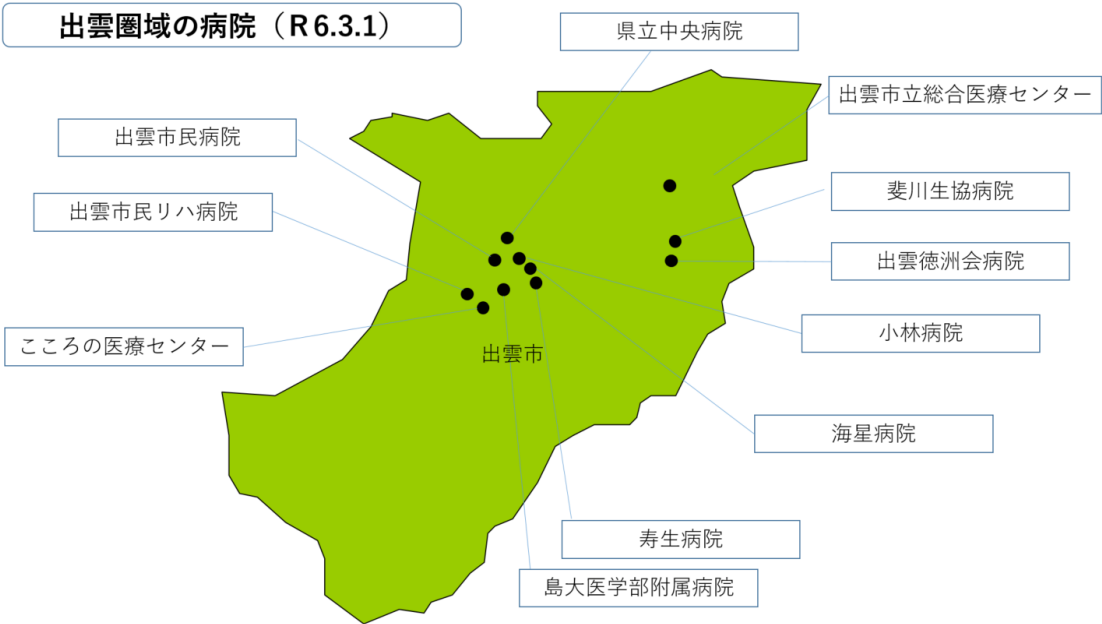 出雲圏域の病院（Ｒ6.3.1）
県立中央病院
出雲市立総合医療センター
出雲市民病院
斐川生協病院
出雲市民リハ病院
出雲徳洲会病院
小林病院
こころの医療センター
出雲市
海星病院
寿生病院
島大医学部附属病院